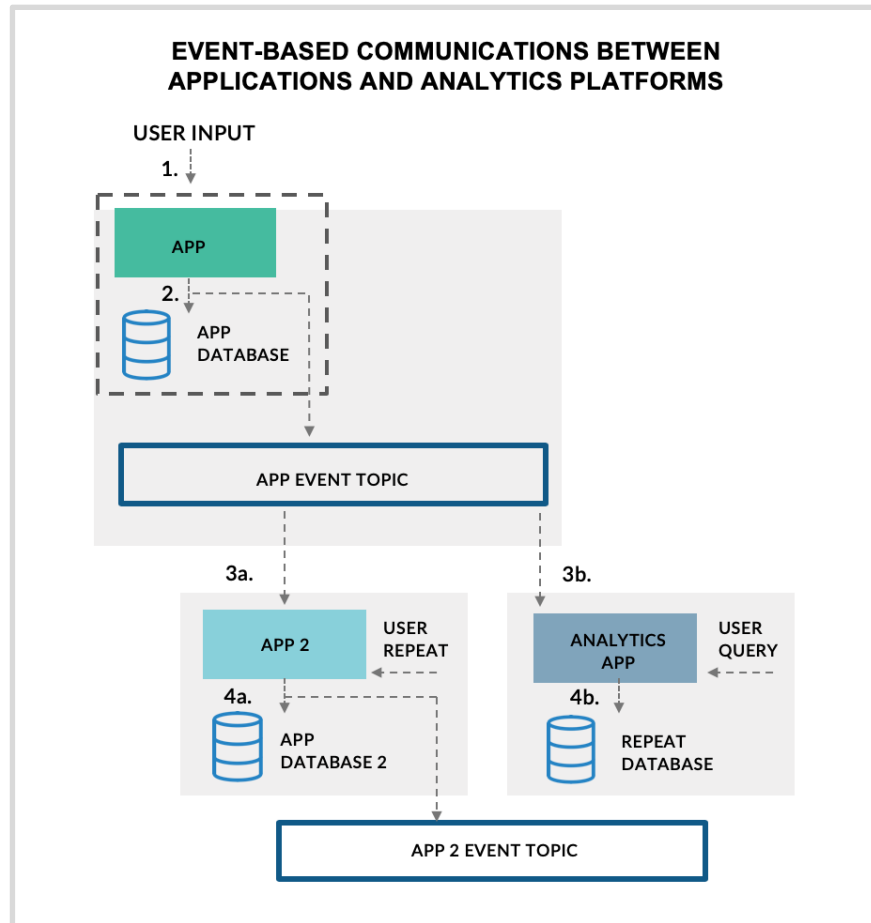 EVENT-BASED COMMUNICATIONS BETWEEN
APPLICATIONS AND ANALYTICS PLATFORMS
USER INPUT
1.
APP
2.
APP
DATABASE
APP EVENT TOPIC
3a.
3b.
APP 2
USER
REPEAT
ANALYTICS
APP
USER
QUERY
4a.
APP
DATABASE 2
4b.
REPEAT
DATABASE
APP 2 EVENT TOPIC